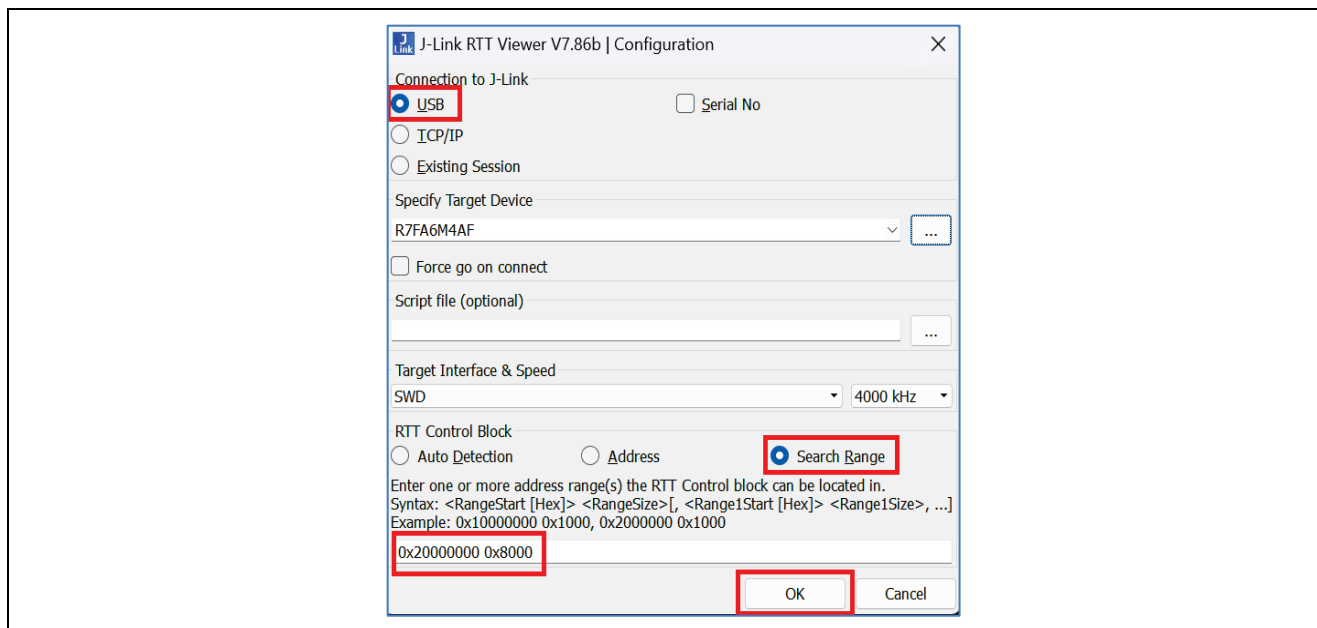 J-Link RTT Viewer V7.86b | Configuration
Connection to J-Link
USB
Serial No
TCP/IP
Existing Session
Specify Target Device
R7FA6M4AF
...
Force go on connect
Script file (optional)
...
Target Interface & Speed
SWD
4000 kHz
RTT Control Block
Auto Detection
Address
Search Range
Enter one or more address range(s) the RTT Control block can be located in.
Syntax: <RangeStart [Hex]> <RangeSize>[, <Range1Start [Hex]> <Range1Size>, ...]
Example: 0x10000000 0x1000, 0x2000000 0x1000
0x20000000 0x8000
OK
Cancel